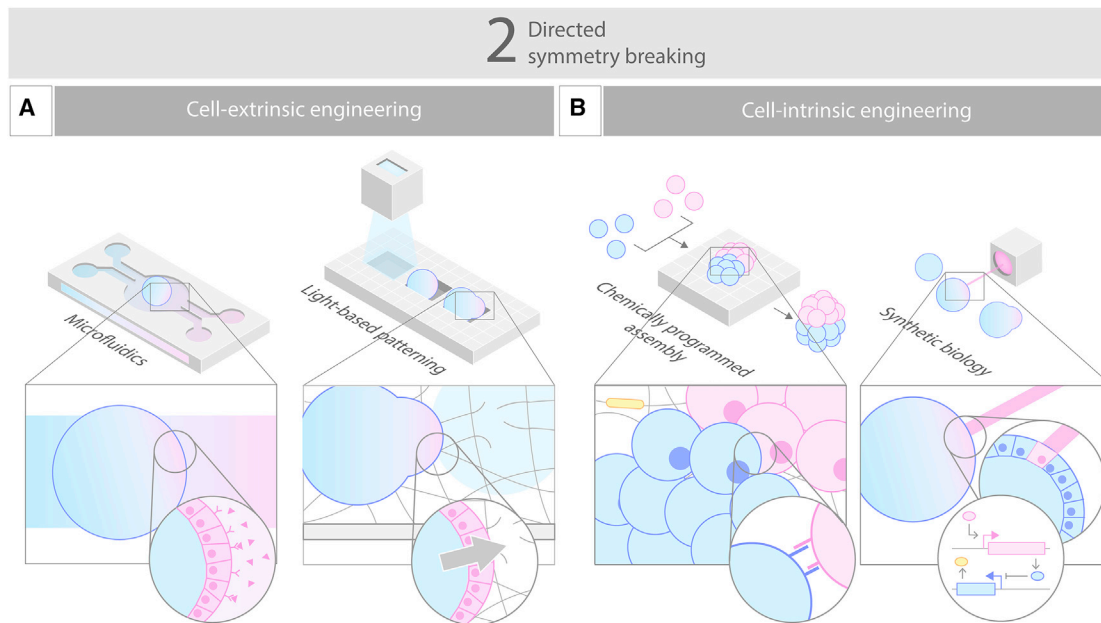 2 Directed
symmetry breaking
A
Cell-extrinsic engineering
Microfluidics
Light-based patterning
B
Cell-intrinsic engineering
Chemically programmed
assembly
Synthetic biology